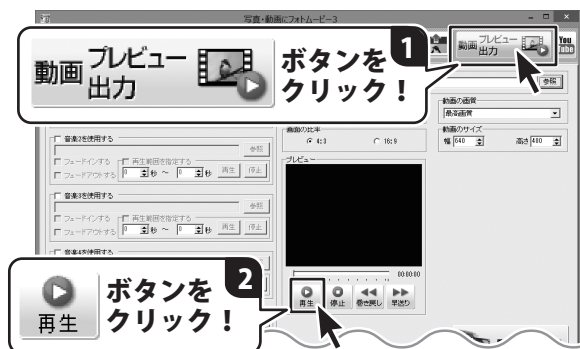 写真・動画にフォトムービー3
1
動画 プレビュー
出力
ボタンを
クリック！
動画 プレビュー
出力
You
Tube
参照
動画の画質
最高画質
画面の比率
4:3
16:9
動画のサイズ
幅 640
高さ 480
音楽2を使用する
参照
フェードインする
フェードアウトする
再生範囲を指定する
0 秒 ～ 0 秒 再生 停止
プレビュー
音楽3を使用する
参照
フェードインする
フェードアウトする
再生範囲を指定する
0 秒 ～ 0 秒 再生 停止
音楽4を使用する
00:00:00
再生 停止 巻き戻し 早送り
2
再生
ボタンを
クリック！